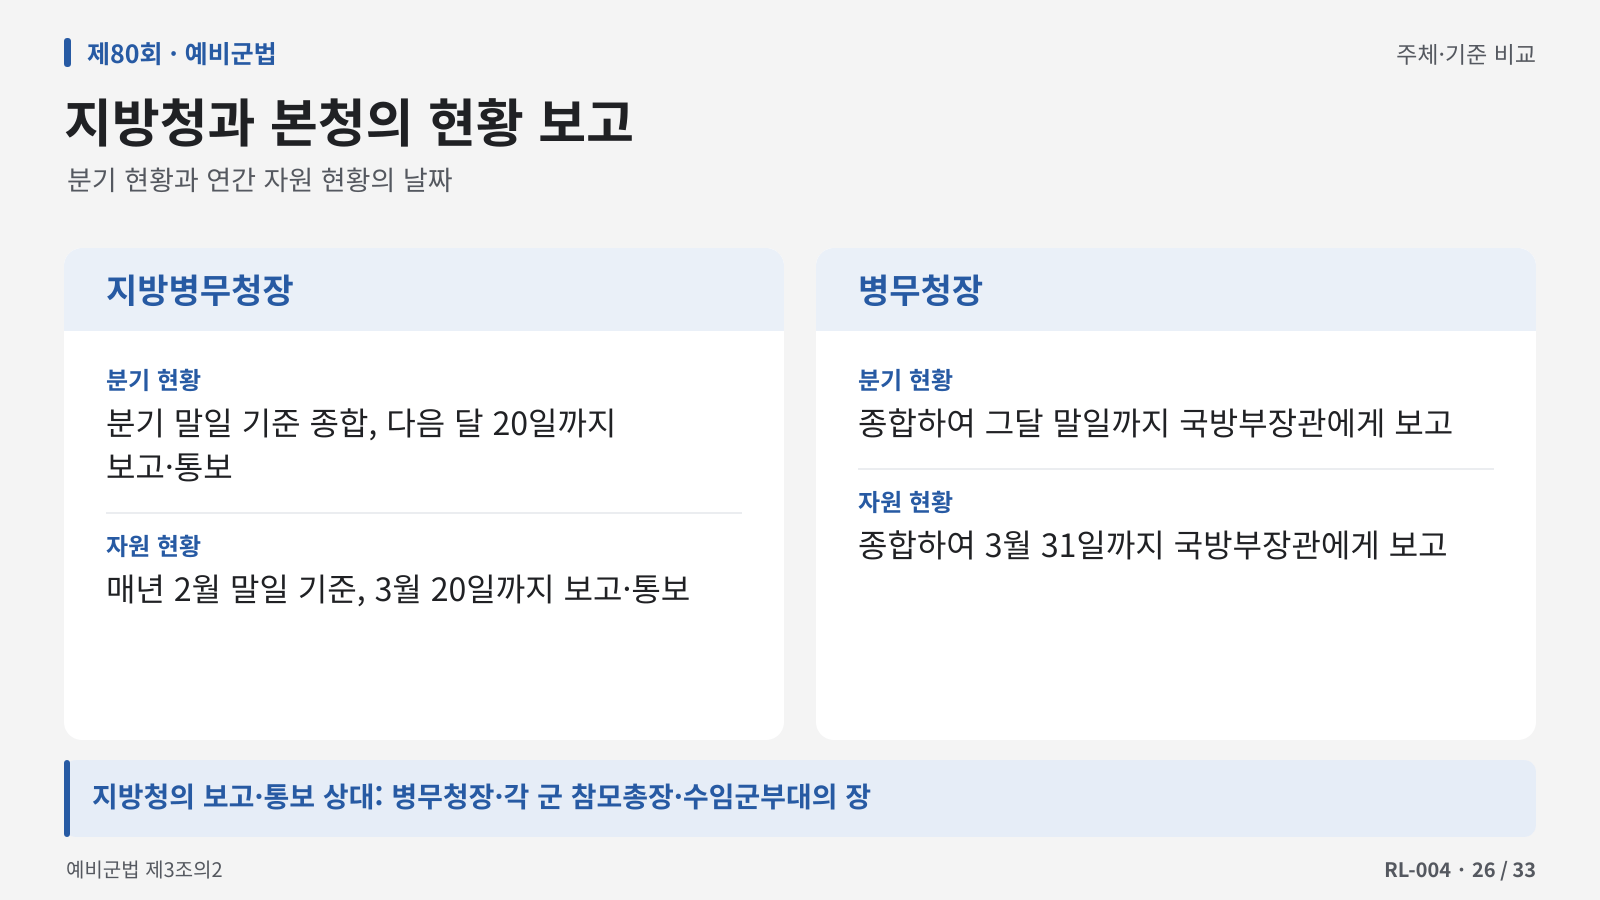 제80회 · 예비군법
주체·기준 비교
지방청과 본청의 현황 보고
분기 현황과 연간 자원 현황의 날짜
지방병무청장
분기 현황
분기 말일 기준 종합, 다음 달 20일까지
보고·통보
자원 현황
매년 2월 말일 기준, 3월 20일까지 보고·통보
병무청장
분기 현황
종합하여 그달 말일까지 국방부장관에게 보고
자원 현황
종합하여 3월 31일까지 국방부장관에게 보고
지방청의 보고·통보 상대: 병무청장·각 군 참모총장·수임군부대의 장
예비군법 제3조의2
RL-004 · 26 / 33